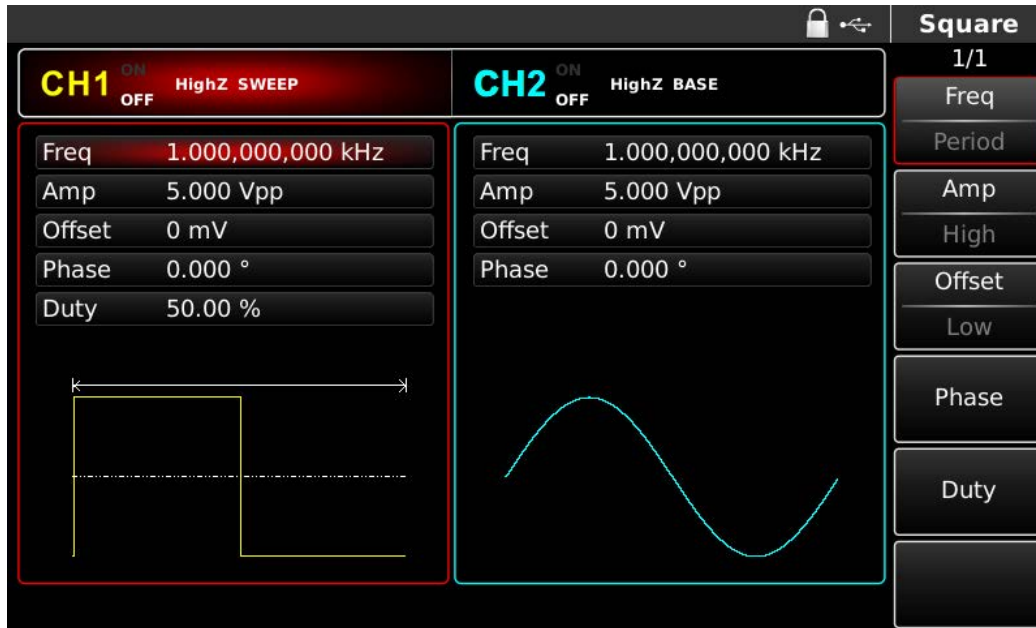 Square
1/1
CH1 ON OFF HighZ SWEEP
CH2 ON OFF HighZ BASE
Freq 1.000,000,000 kHz
Amp 5.000 Vpp
Offset 0 mV
Phase 0.000 °
Duty 50.00 %
Freq 1.000,000,000 kHz
Amp 5.000 Vpp
Offset 0 mV
Phase 0.000 °
Freq
Period
Amp
High
Offset
Low
Phase
Duty